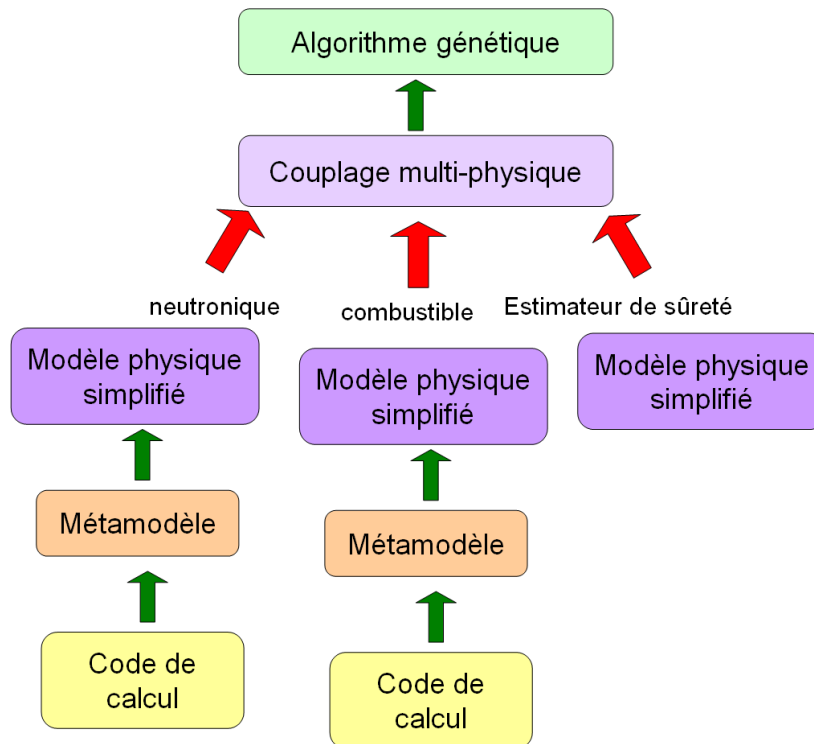 Algorithme génétique
Couplage multi-physique
neutronique
combustible
Estimateur de sûreté
Modèle physique
simplifié
Modèle physique
simplifié
Modèle physique
simplifié
Métamodèle
Métamodèle
Code de
calcul
Code de
calcul